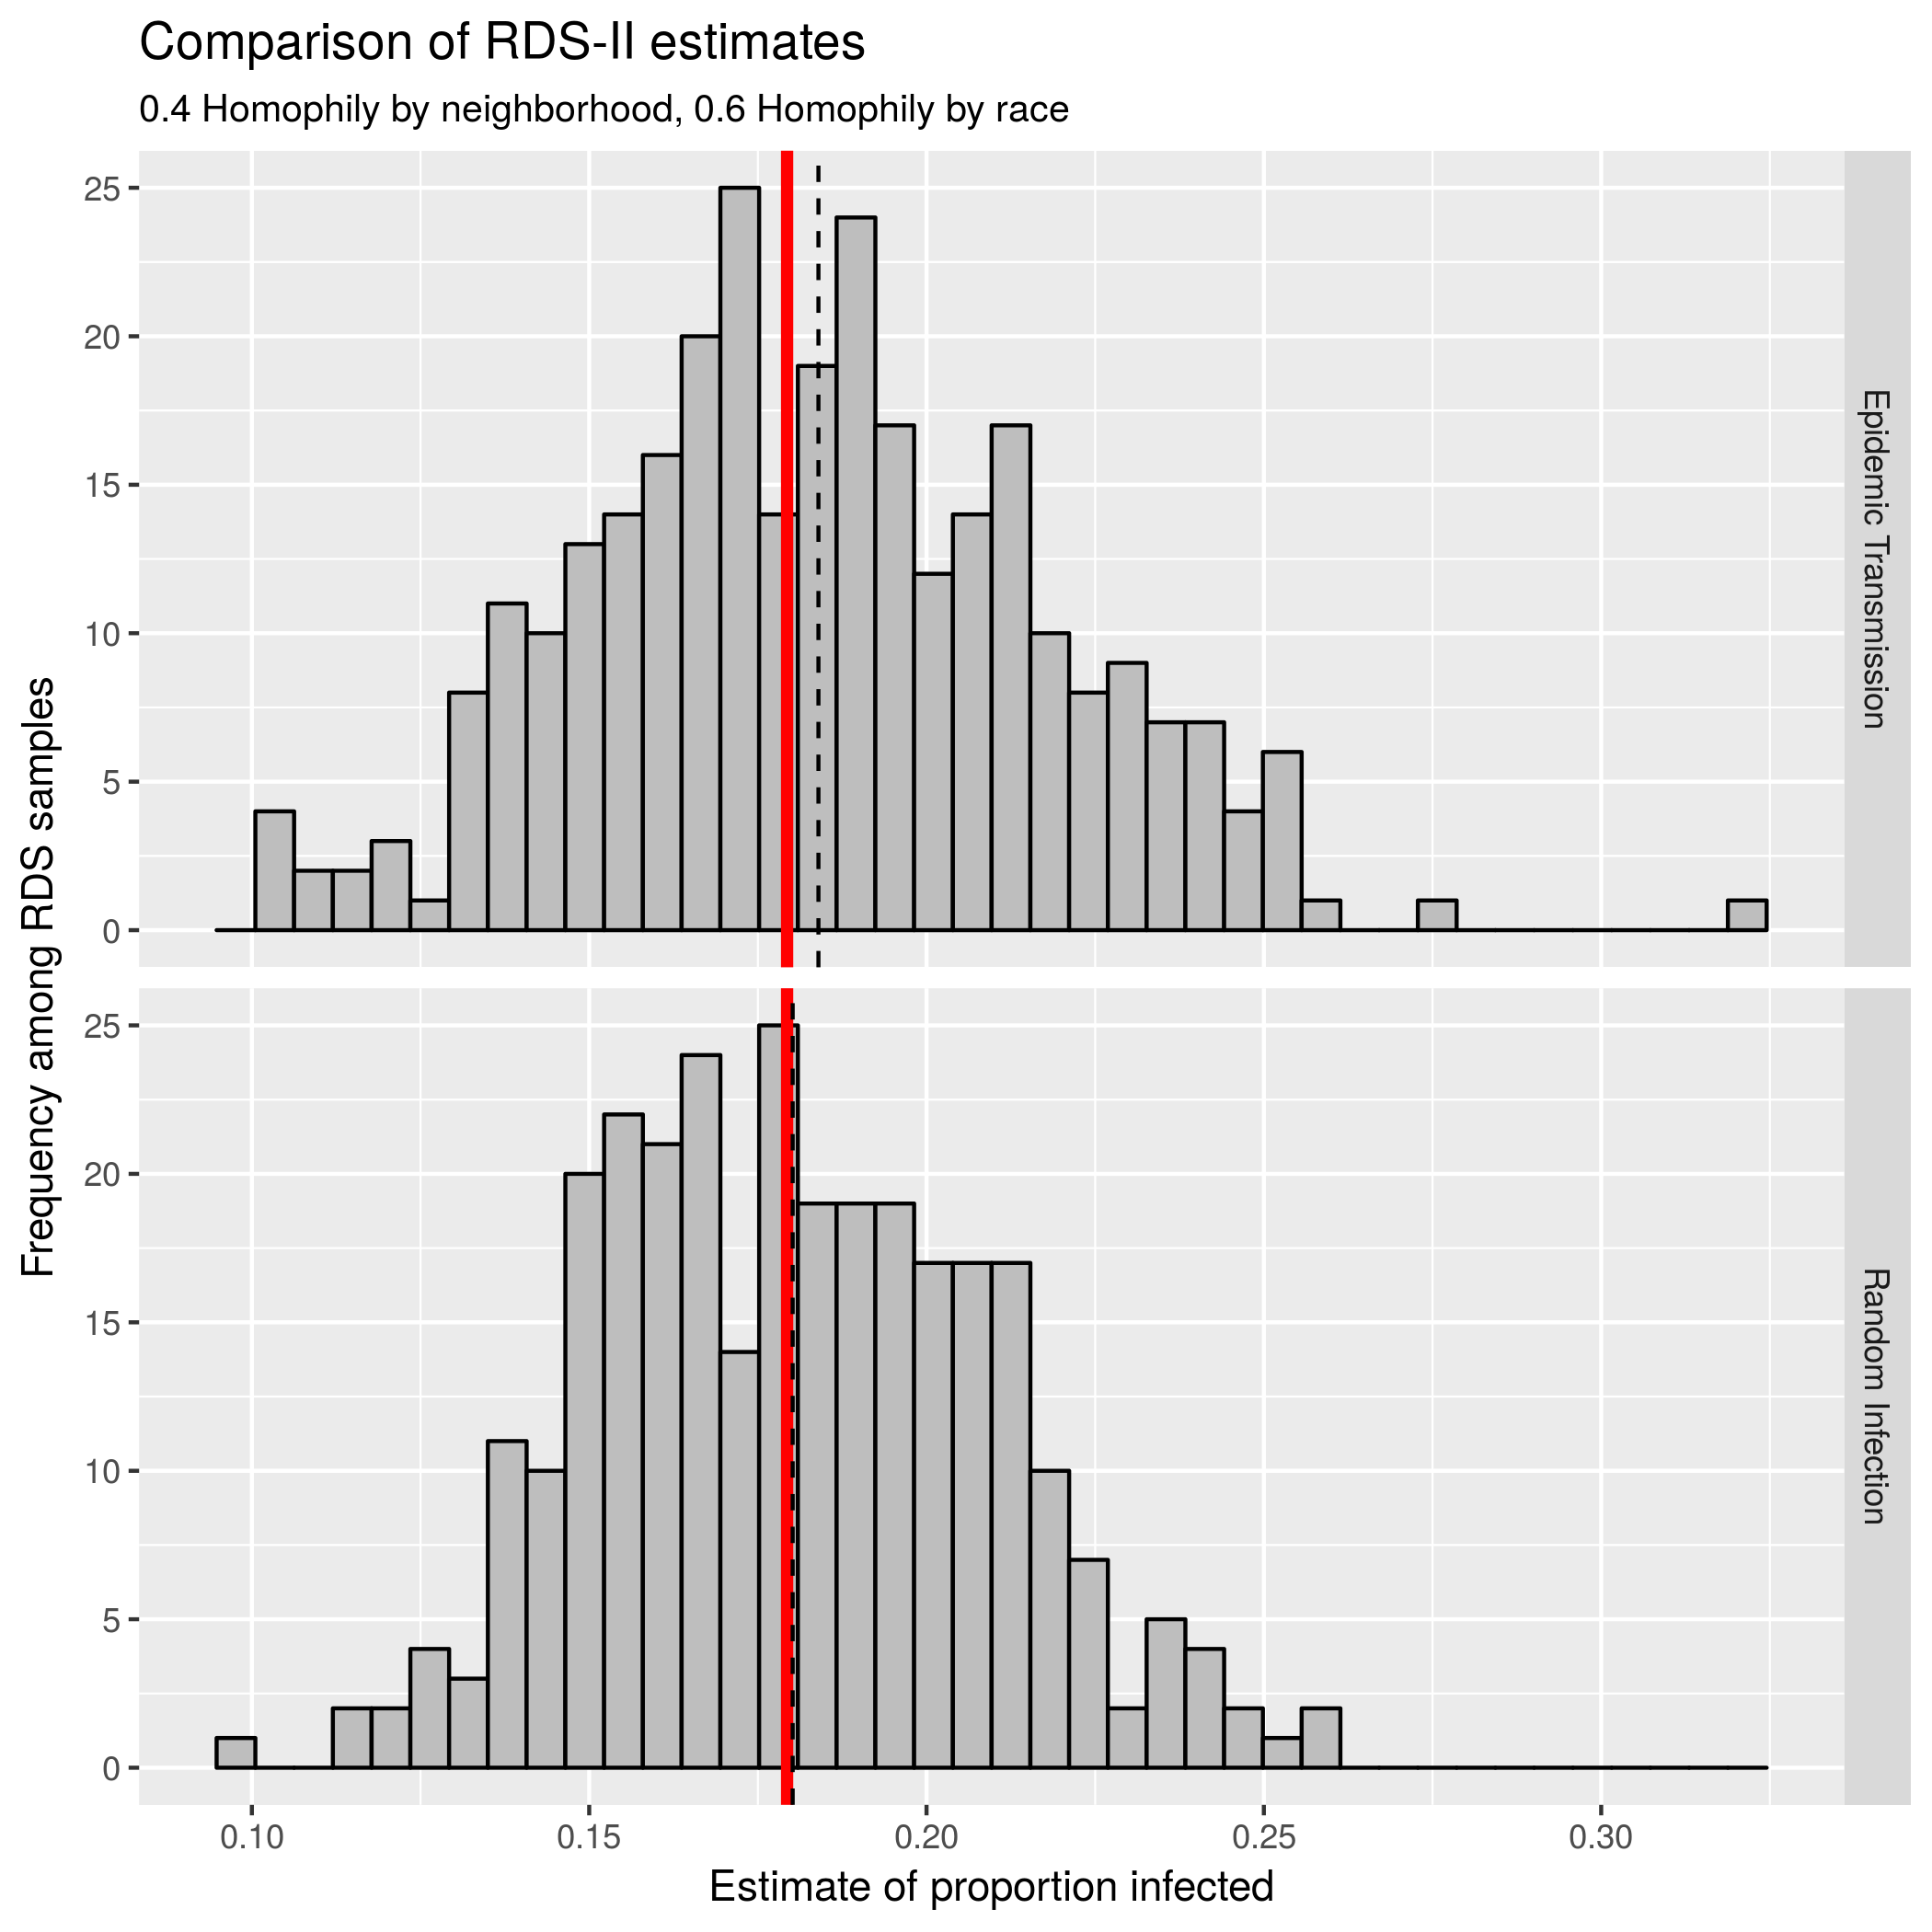 Comparison of RDS-II estimates
0.4 Homophily by neighborhood, 0.6 Homophily by race
Frequency among RDS samples
25
20
15
10
5
0
Epidemic Transmission
25
20
15
10
5
0
Random Infection
0.10 0.15 0.20 0.25 0.30
Estimate of proportion infected